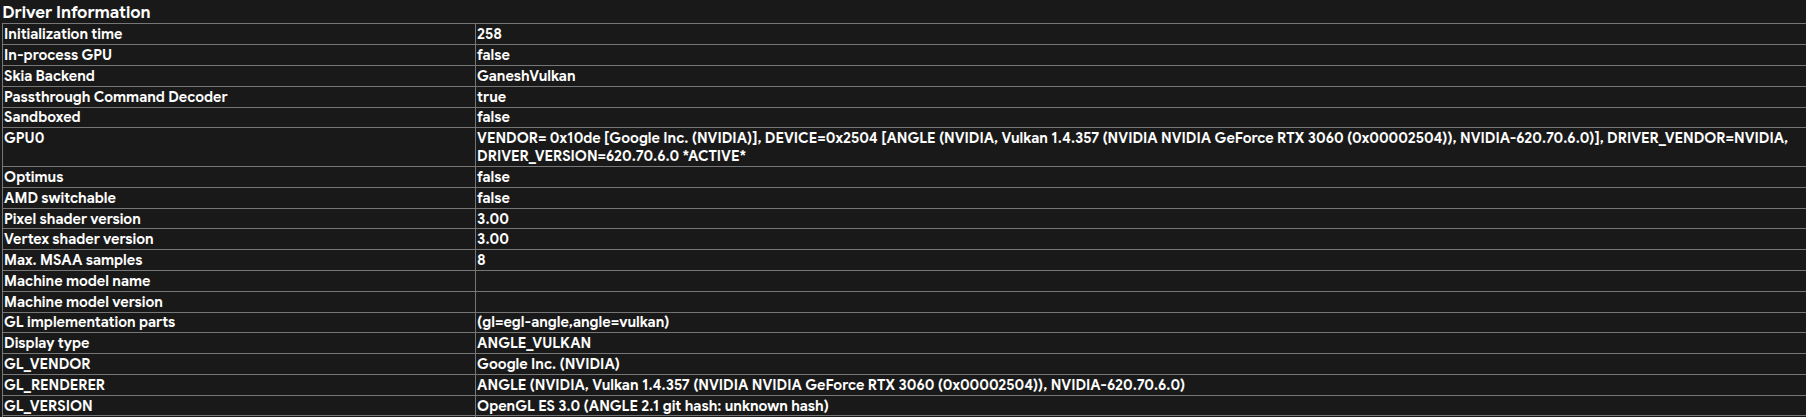 Driver Information
Initialization time 258
In-process GPU false
Skia Backend GaneshVulkan
Passthrough Command Decoder true
Sandboxed false
GPU0 VENDOR= 0x10de [Google Inc. (NVIDIA)], DEVICE=0x2504 [ANGLE (NVIDIA, Vulkan 1.4.357 (NVIDIA NVIDIA GeForce RTX 3060 (0x00002504)), NVIDIA-620.70.6.0)], DRIVER_VENDOR=NVIDIA,
DRIVER_VERSION=620.70.6.0 *ACTIVE*
Optimus false
AMD switchable false
Pixel shader version 3.00
Vertex shader version 3.00
Max. MSAA samples 8
Machine model name
Machine model version
GL implementation parts (gl=egl-angle,angle=vulkan)
Display type ANGLE_VULKAN
GL_VENDOR Google Inc. (NVIDIA)
GL_RENDERER ANGLE (NVIDIA, Vulkan 1.4.357 (NVIDIA NVIDIA GeForce RTX 3060 (0x00002504)), NVIDIA-620.70.6.0)
GL_VERSION OpenGL ES 3.0 (ANGLE 2.1 git hash: unknown hash)